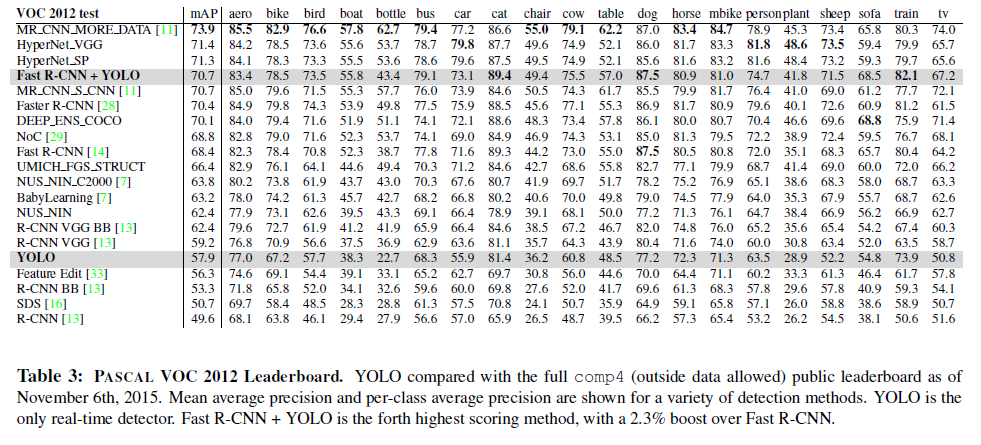 VOC 2012 test mAP aero bike bird boat bottle bus car cat chair cow table dog horse mbike person plant sheep sofa train tv
MR_CNN_MORE_DATA [11] 73.9 85.5 82.9 76.6 57.8 62.7 79.4 77.2 86.6 55.0 79.1 62.2 87.0 83.4 84.7 78.9 45.3 73.4 65.8 80.3 74.0
HyperNet_VGG 71.4 84.2 78.5 73.6 55.6 53.7 78.7 79.8 87.7 49.6 74.9 52.1 86.0 81.7 83.3 81.8 48.6 73.5 59.4 79.9 65.7
HyperNet_SP 71.3 84.1 78.3 73.3 55.5 53.6 78.6 79.6 87.5 49.5 74.9 52.1 85.6 81.6 83.2 81.6 48.4 73.2 59.3 79.7 65.6
Fast R-CNN + YOLO 70.7 83.4 78.5 73.5 55.8 43.4 79.1 73.1 89.4 49.4 75.5 57.0 87.5 80.9 81.0 74.7 41.8 71.5 68.5 82.1 67.2
MR_CNN_S_CNN [11] 70.7 85.0 79.6 71.5 55.3 57.7 76.0 73.9 84.6 50.5 74.3 61.7 85.5 79.9 81.7 76.4 41.0 69.0 61.2 77.7 72.1
Faster R-CNN [28] 70.4 84.9 79.8 74.3 53.9 49.8 77.5 75.9 88.5 45.6 77.1 55.3 86.9 81.7 80.9 79.6 40.1 72.6 60.9 81.2 61.5
DEEP_ENS_COCO 70.1 84.0 79.4 71.6 51.9 51.1 74.1 72.1 88.6 48.3 73.4 57.8 86.1 80.0 80.7 70.4 46.6 69.6 68.8 75.9 71.4
NoC [29] 68.8 82.8 79.0 71.6 52.3 53.7 74.1 69.0 84.9 46.9 74.3 53.1 85.0 81.3 79.5 72.2 38.9 72.4 59.5 76.7 68.1
Fast R-CNN [14] 68.4 82.3 78.4 70.8 52.3 38.7 77.8 71.6 89.3 44.2 73.0 55.0 87.5 80.5 80.8 72.0 35.1 68.3 65.7 80.4 64.2
UMICH_FGS_STRUCT 66.4 82.9 76.1 64.1 44.6 49.4 70.3 71.2 84.6 42.7 68.6 55.8 82.7 77.1 79.9 68.7 41.4 69.0 60.0 72.0 66.2
NUS_NIN_C2000 [7] 63.8 80.2 73.8 61.9 43.7 43.0 70.3 67.6 80.7 41.9 69.7 51.7 78.2 75.2 76.9 65.1 38.6 68.3 58.0 68.7 63.3
BabyLearning [7] 63.2 78.0 74.2 61.3 45.7 42.7 68.2 66.8 80.2 40.6 70.0 49.8 79.0 74.5 77.9 64.0 35.3 67.9 55.7 68.7 62.6
NUS_NIN 62.4 77.9 73.1 62.6 39.5 43.3 69.1 66.4 78.9 39.1 68.1 50.0 77.2 71.3 76.1 64.7 38.4 66.9 56.2 66.9 62.7
R-CNN VGG BB [13] 62.4 79.6 72.7 61.9 41.2 41.9 65.9 66.4 84.6 38.5 67.2 46.7 82.0 74.8 76.0 65.2 35.6 65.4 54.2 67.4 60.3
R-CNN VGG [13] 59.2 76.8 70.9 56.6 37.5 36.9 62.9 63.6 81.1 35.7 64.3 43.9 80.4 71.6 74.0 60.0 30.8 63.4 52.0 63.5 58.7
YOLO 57.9 77.0 67.2 57.7 38.3 22.7 68.3 55.9 81.4 36.2 60.8 48.5 77.2 72.3 71.3 63.5 28.9 52.2 54.8 73.9 50.8
Feature Edit [33] 56.3 74.6 69.1 54.4 39.1 33.1 65.2 62.7 69.7 30.8 56.0 44.6 70.0 64.4 71.1 60.2 33.3 61.3 46.4 61.7 57.8
R-CNN BB [13] 53.3 71.8 65.8 52.0 34.1 32.6 59.6 60.0 69.8 27.6 52.0 41.7 69.6 61.3 68.3 57.8 29.6 57.8 40.9 59.3 54.1
SDS [16] 50.7 69.7 58.4 48.5 28.3 28.8 61.3 57.5 70.8 24.1 50.7 35.9 64.9 59.1 65.8 57.1 26.0 58.8 38.6 58.9 50.7
R-CNN [13] 49.6 68.1 63.8 46.1 29.4 27.9 56.6 57.0 65.9 26.5 48.7 39.5 66.2 57.3 65.4 53.2 26.2 54.5 38.1 50.6 51.6
Table 3: PASCAL VOC 2012 Leaderboard. YOLO compared with the full comp4 (outside data allowed) public leaderboard as of
November 6th, 2015. Mean average precision and per-class average precision are shown for a variety of detection methods. YOLO is the
only real-time detector. Fast R-CNN + YOLO is the forth highest scoring method, with a 2.3% boost over Fast R-CNN.